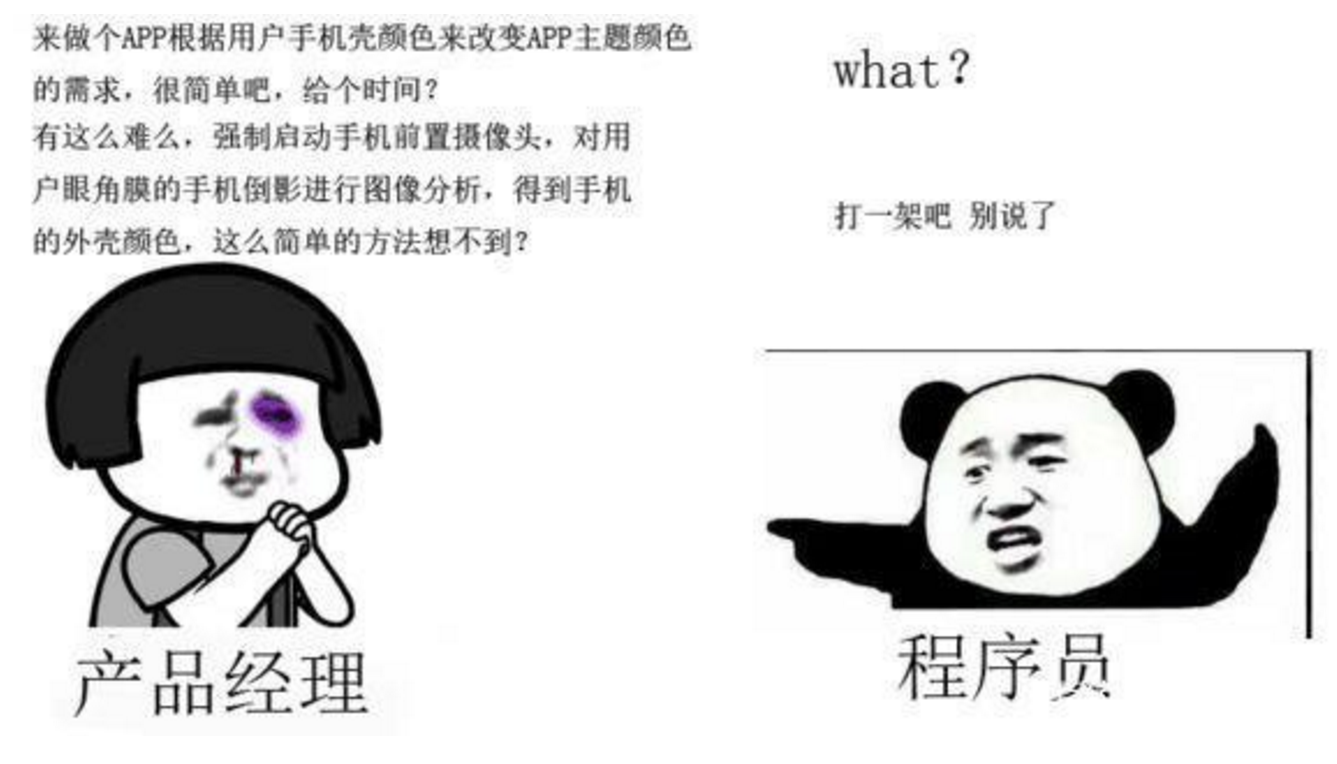 来做个APP根据用户手机壳颜色来改变APP主题颜色
的需求，很简单吧，给个时间？
what？
有这么难么，强制启动手机前置摄像头，对用
户眼角膜的手机倒影进行图像分析，得到手机
的外壳颜色，这么简单的方法想不到？
打一架吧 别说了
产品经理
程序员